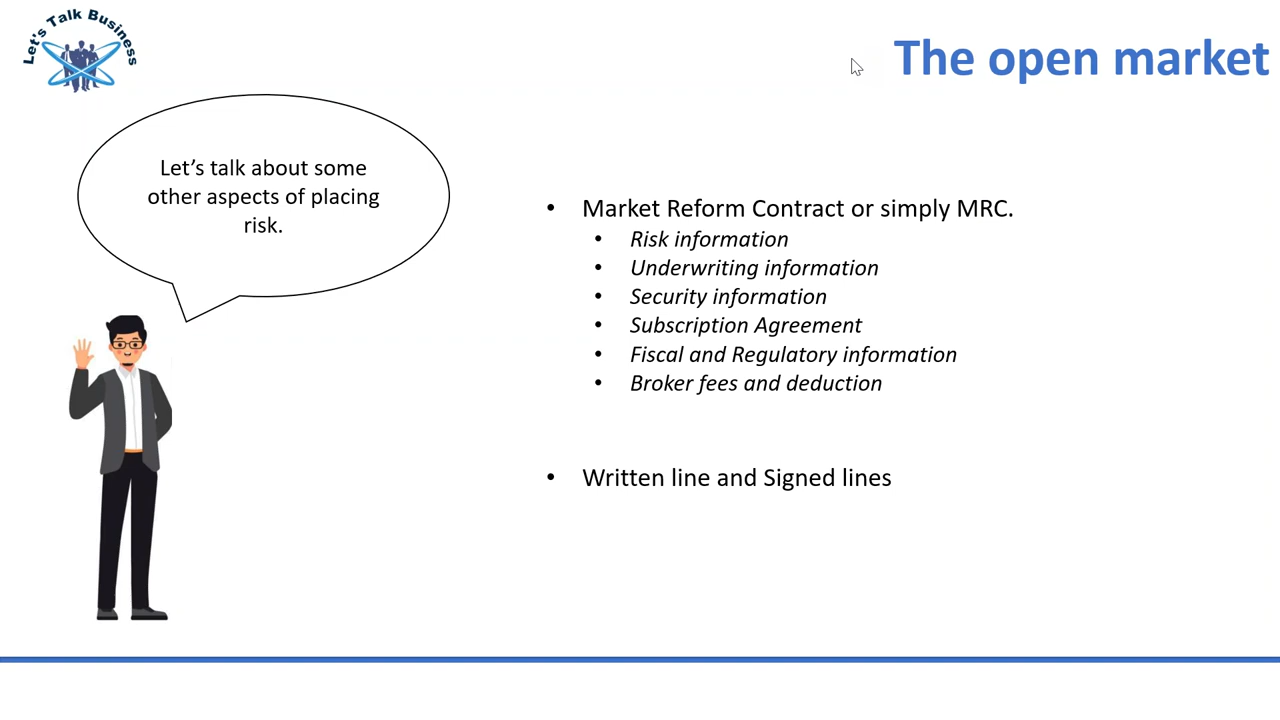 Let's Talk Business
The open market
Let’s talk about some
other aspects of placing
risk.
• Market Reform Contract or simply MRC.
• Risk information
• Underwriting information
• Security information
• Subscription Agreement
• Fiscal and Regulatory information
• Broker fees and deduction
• Written line and Signed lines